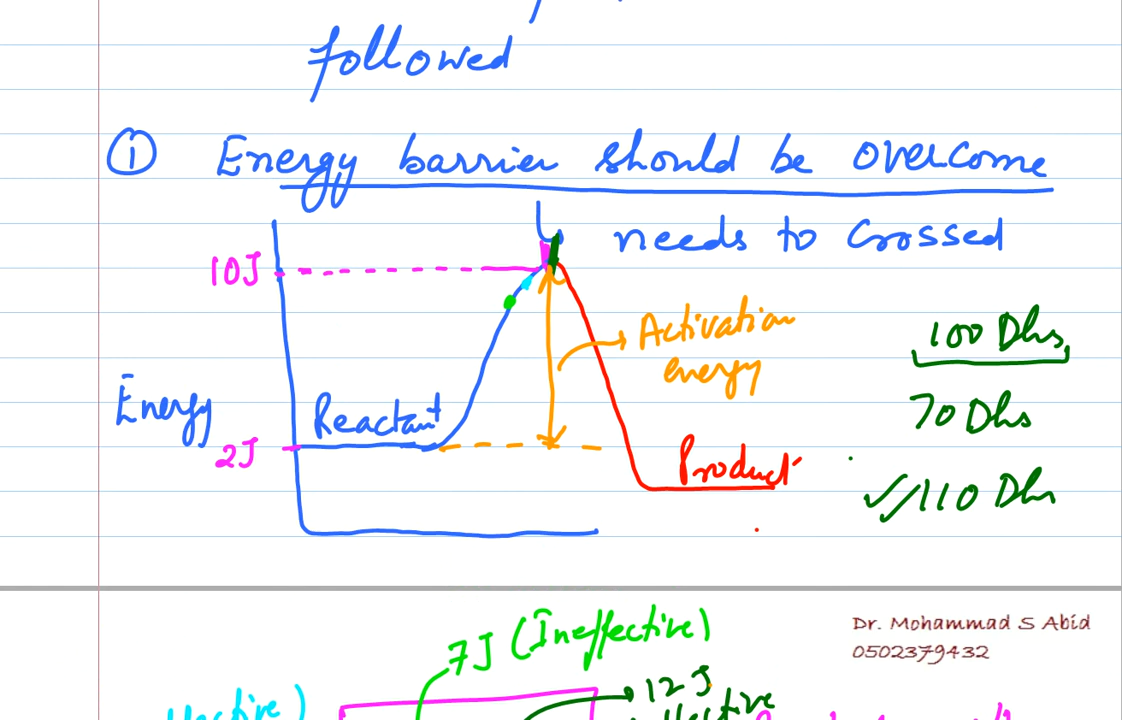 followed
① Energy barrier should be overcome
needs to crossed
10J
Activation
energy
100 Dhs
Energy
Reactant
70 Dhs
2J
Product
110 Dhs
7J (Ineffective)
Dr. Mohammad S Abid
0502379432
12J